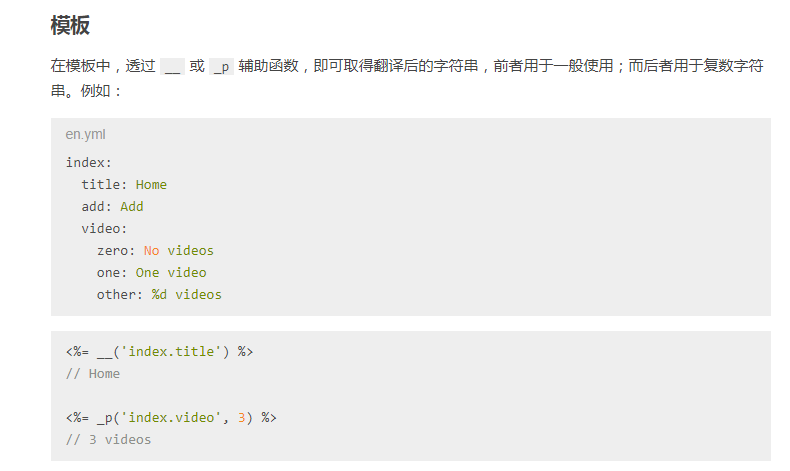 模板
在模板中，透过 __ 或 _p 辅助函数，即可取得翻译后的字符串，前者用于一般使用；而后者用于复数字符
串。例如：
en.yml
index:
  title: Home
  add: Add
  video:
    zero: No videos
    one: One video
    other: %d videos
<%= __('index.title') %>
// Home
<%= _p('index.video', 3) %>
// 3 videos